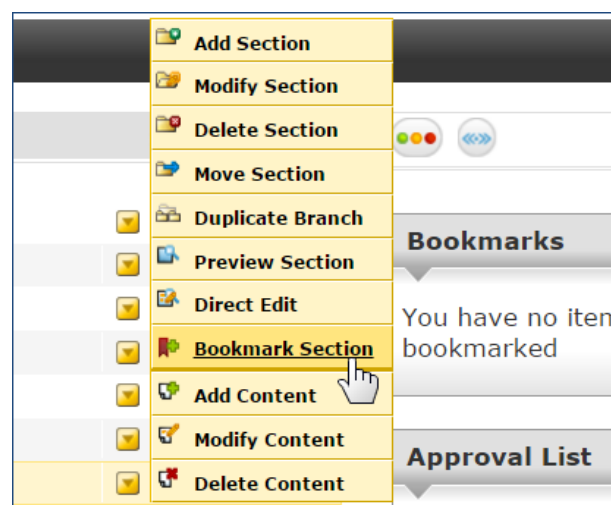 Add Section
Modify Section
Delete Section
Move Section
Duplicate Branch
Preview Section
Direct Edit
Bookmark Section
Add Content
Modify Content
Delete Content
Bookmarks
You have no iten
bookmarked
Approval List